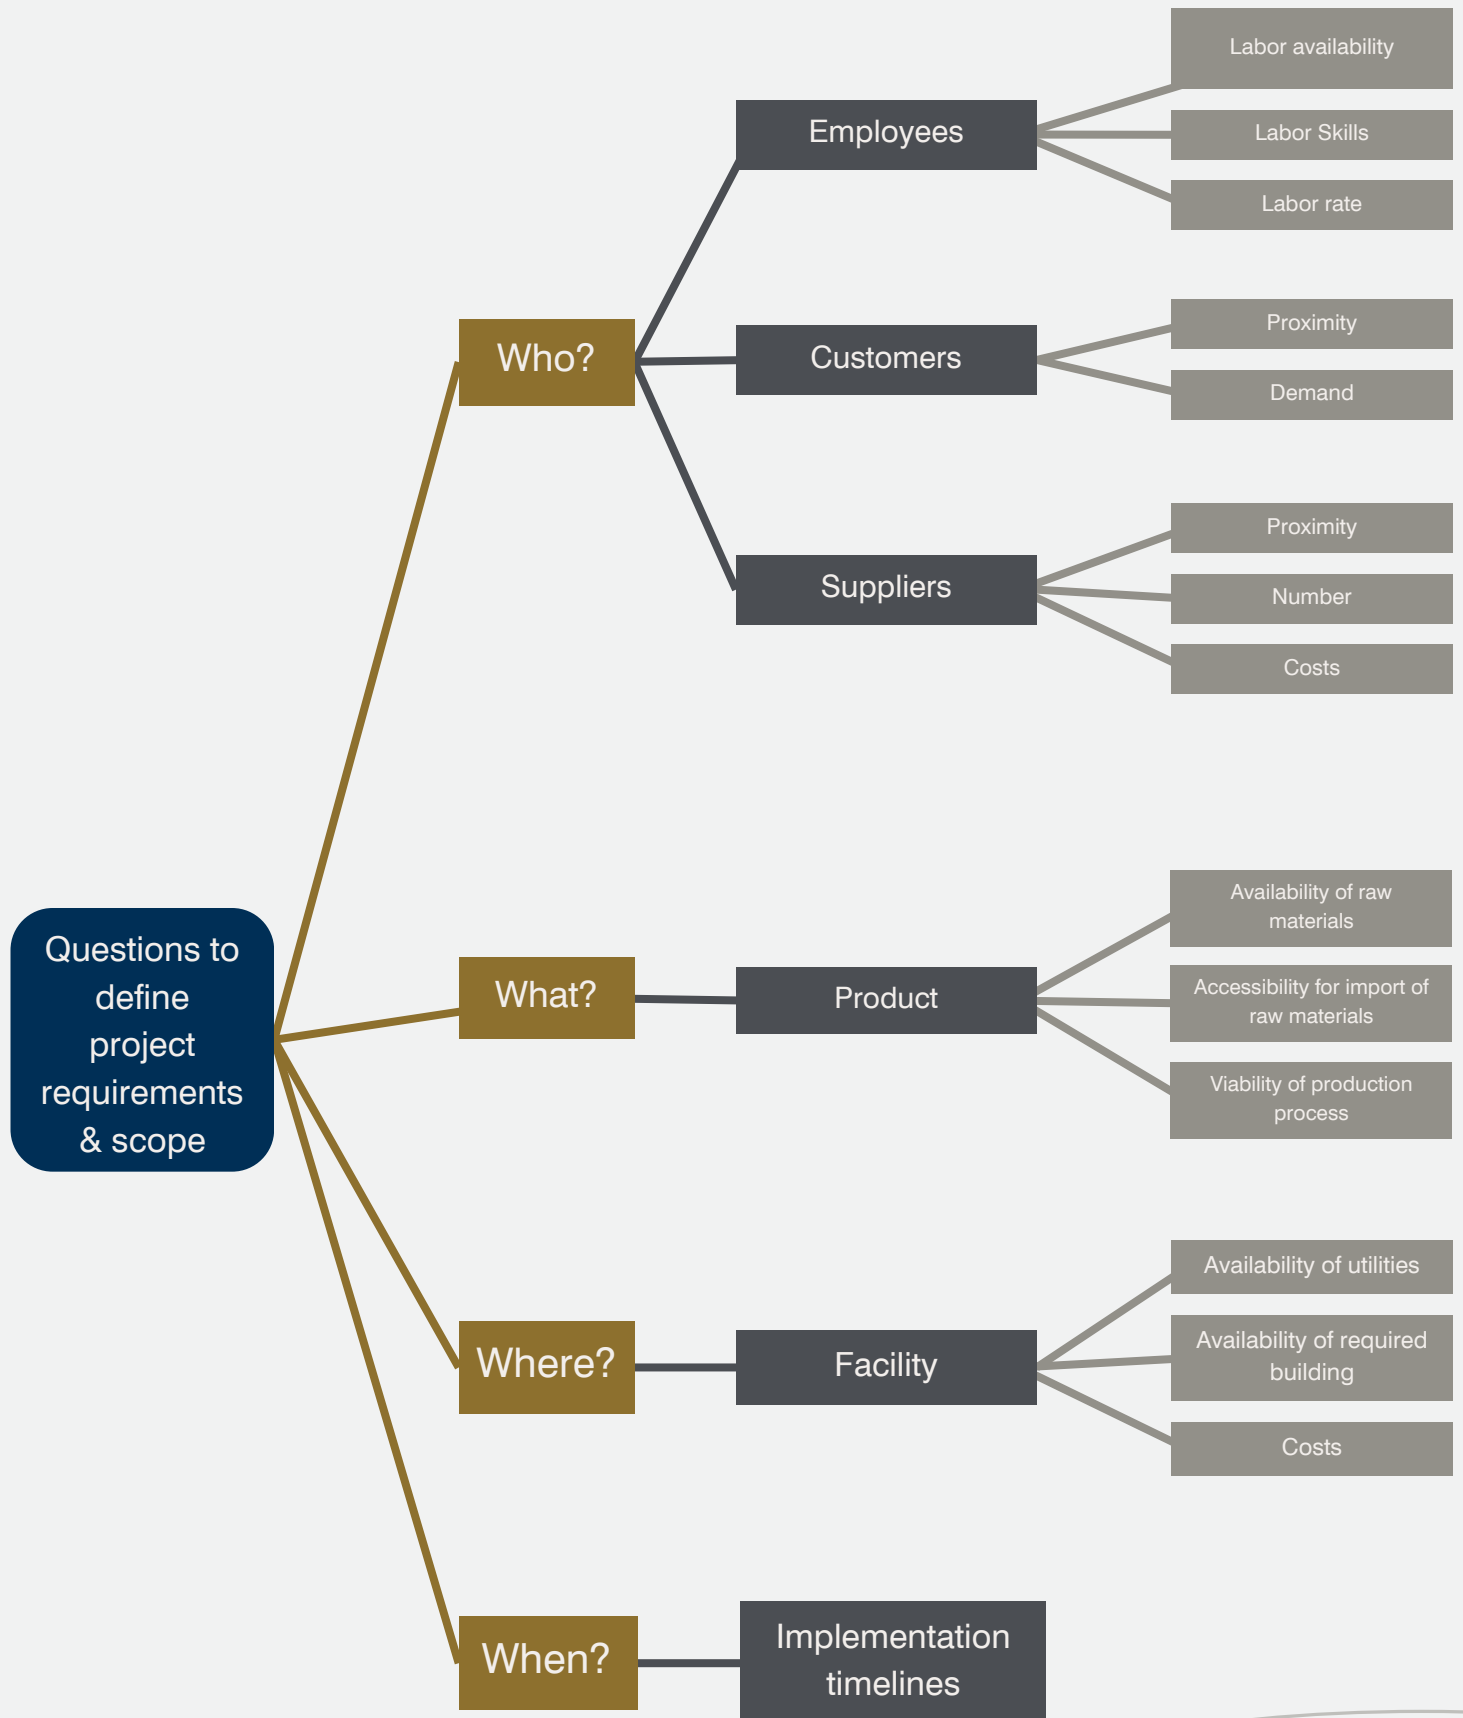 Questions to
define
project
requirements
& scope
Who?
Employees
Labor availability
Labor Skills
Labor rate
Customers
Proximity
Demand
Suppliers
Proximity
Number
Costs
What?
Product
Availability of raw
materials
Accessibility for import of
raw materials
Viability of production
process
Where?
Facility
Availability of utilities
Availability of required
building
Costs
When?
Implementation
timelines